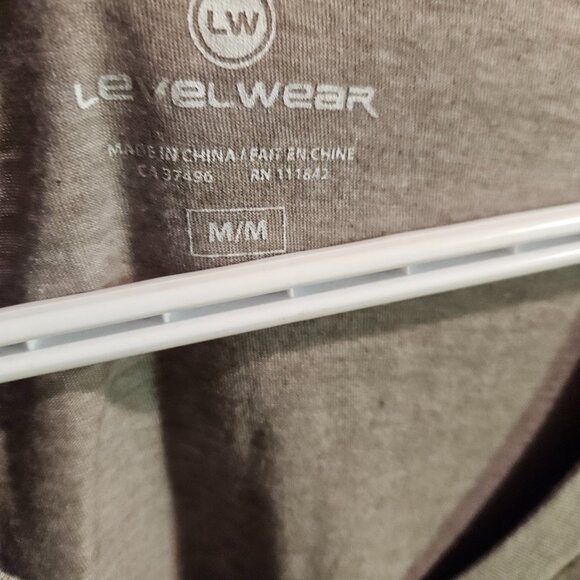 LW
LEVELWEAR
MADE IN CHINA / FAIT EN CHINE
CA 37496 RN 111842
M/M